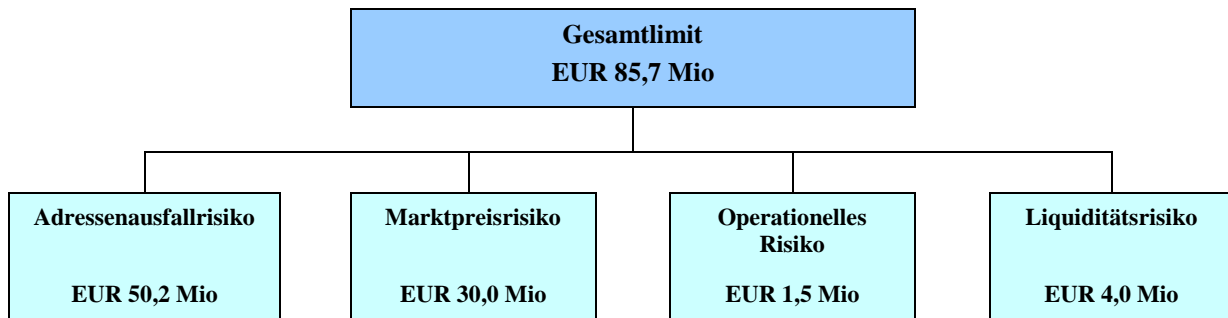 Gesamtlimit
EUR 85,7 Mio
Adressenausfallrisiko
EUR 50,2 Mio
Marktpreisrisiko
EUR 30,0 Mio
Operationelles
Risiko
EUR 1,5 Mio
Liquiditätsrisiko
EUR 4,0 Mio